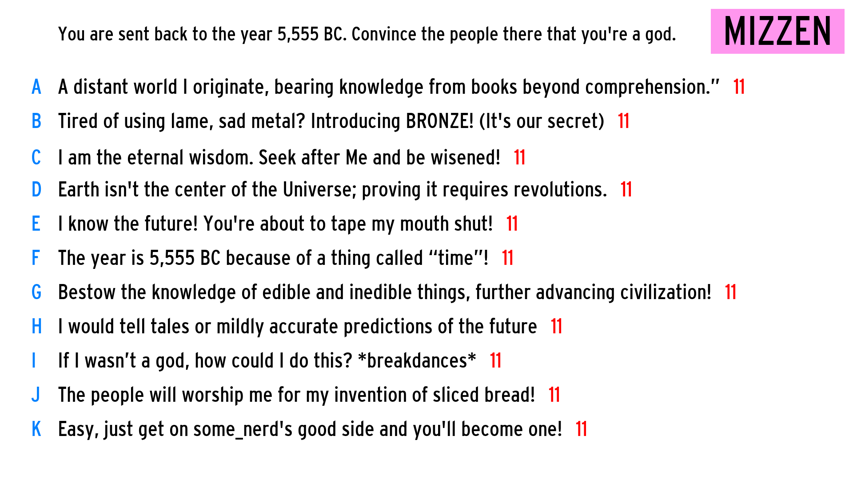 You are sent back to the year 5,555 BC. Convince the people there that you're a god.
MIZZEN
A A distant world I originate, bearing knowledge from books beyond comprehension.” 11
B Tired of using lame, sad metal? Introducing BRONZE! (It's our secret) 11
C I am the eternal wisdom. Seek after Me and be wisened! 11
D Earth isn't the center of the Universe; proving it requires revolutions. 11
E I know the future! You're about to tape my mouth shut! 11
F The year is 5,555 BC because of a thing called “time”! 11
G Bestow the knowledge of edible and inedible things, further advancing civilization! 11
H I would tell tales or mildly accurate predictions of the future 11
I If I wasn’t a god, how could I do this? *breakdances* 11
J The people will worship me for my invention of sliced bread! 11
K Easy, just get on some_nerd's good side and you'll become one! 11